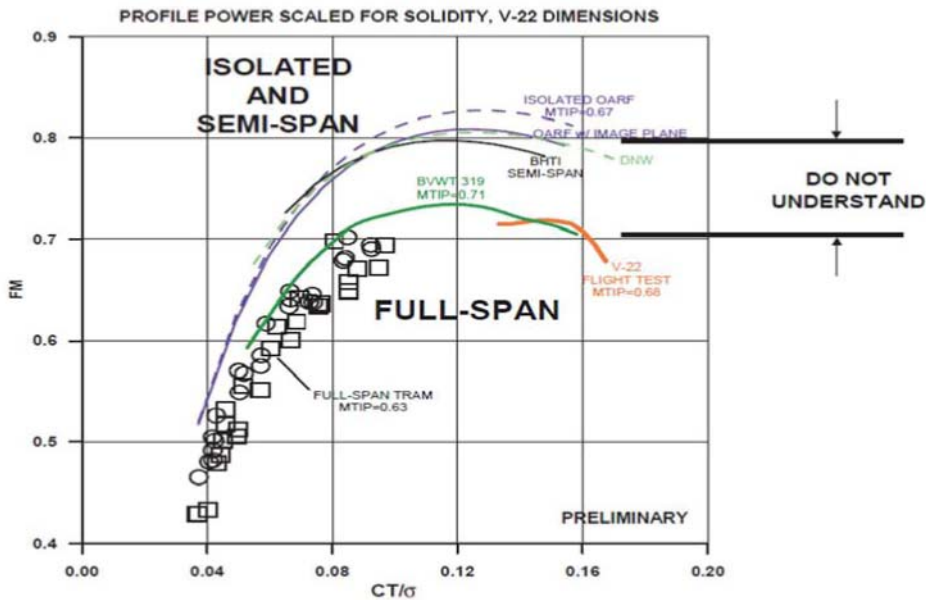 PROFILE POWER SCALED FOR SOLIDITY, V-22 DIMENSIONS
0.9
ISOLATED
AND
SEMI-SPAN
ISOLATED OARF
MTIP=0.67
0.8
OARF W/ IMAGE PLANE
BHTI
SEMI-SPAN
DNW
BVWT 319
MTIP=0.71
DO NOT
UNDERSTAND
0.7
FM
V-22
FLIGHT TEST
MTIP=0.68
FULL-SPAN
0.6
FULL-SPAN TRAM
MTIP=0.63
0.5
PRELIMINARY
0.4
0.00
0.04
0.08
0.12
0.16
0.20
CT/σ